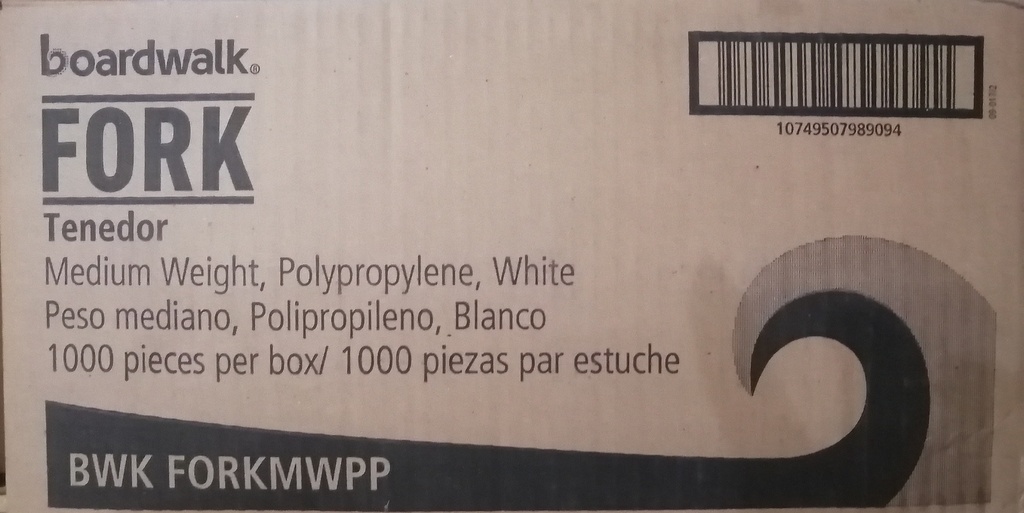 boardwalk®
FORK
Tenedor
Medium Weight, Polypropylene, White
Peso mediano, Polipropileno, Blanco
1000 pieces per box/ 1000 piezas par estuche
BWK FORKMWPP
10749507989094